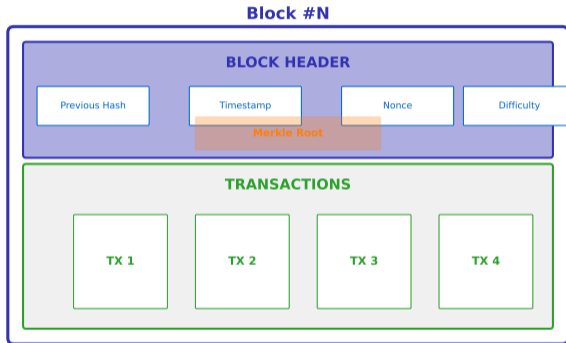 Block #N
BLOCK HEADER
Previous Hash Timestamp Nonce Difficulty
Merkle Root
TRANSACTIONS
TX 1 TX 2 TX 3 TX 4